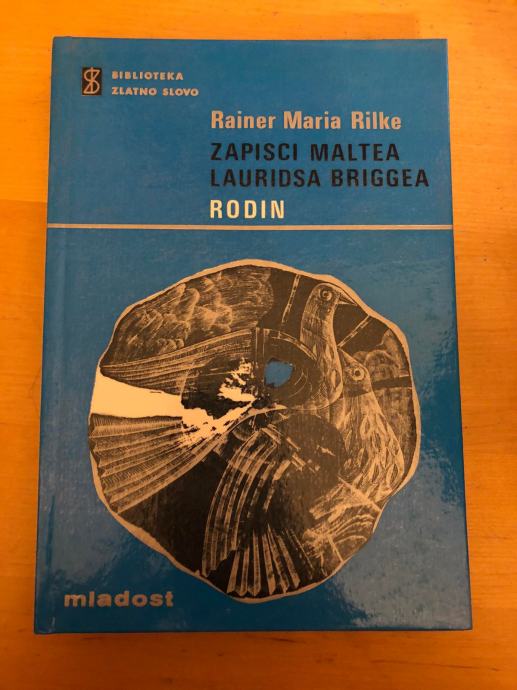 BIBLIOTEKA
ZLATNO SLOVO
Rainer Maria Rilke
ZAPISCI MALTEA
LAURIDSA BRIGGEA
RODIN
mladost